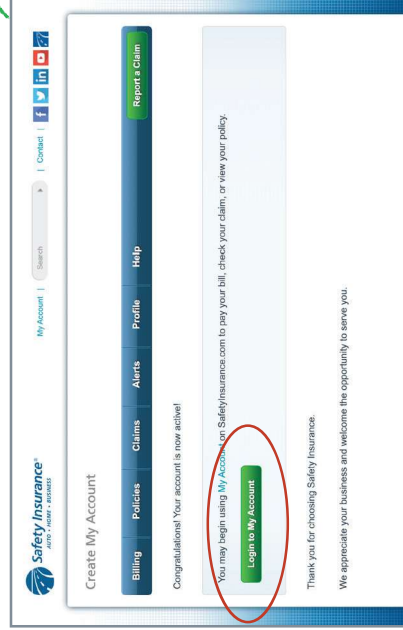 Safety Insurance®
AUTO • HOME • BUSINESS
My Account | Search | Contact |
Create My Account
Billing Policies Claims Alerts Profile Help Report a Claim
Congratulations! Your account is now active!
You may begin using My Account on SafetyInsurance.com to pay your bill, check your claim, or view your policy.
Login to My Account
Thank you for choosing Safety Insurance.
We appreciate your business and welcome the opportunity to serve you.